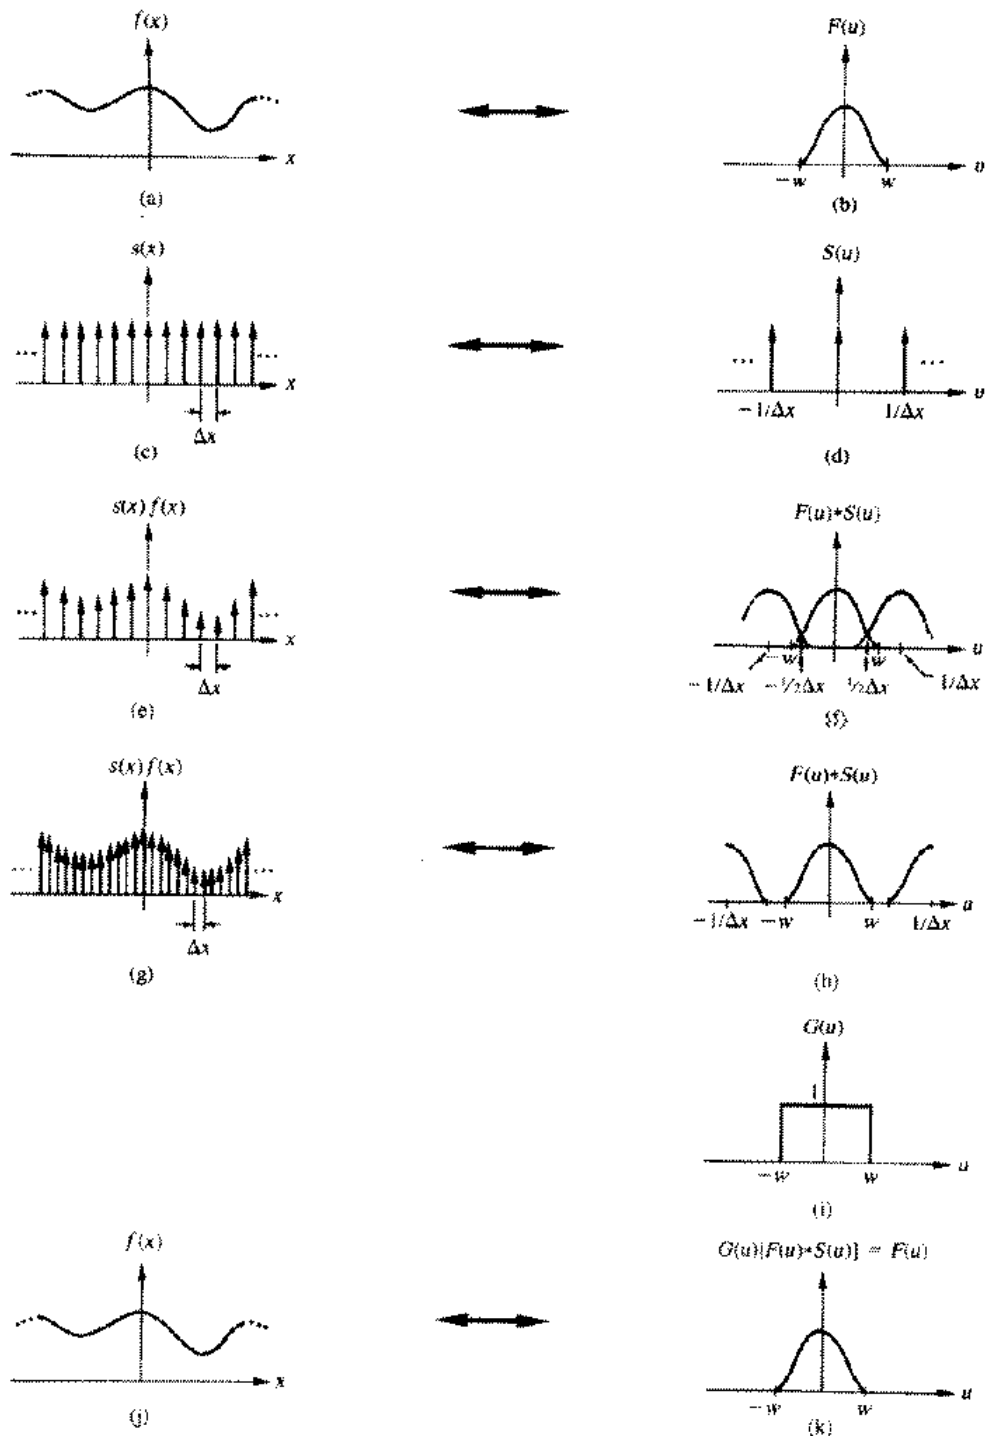 f(x)
F(u)
x
-w
w
u
(a)
(b)
s(x)
S(u)
...
...
x
Δx
...
...
-1/Δx
1/Δx
u
(c)
(d)
s(x) f(x)
F(u)*S(u)
...
...
x
Δx
-w
w
u
-1/Δx
-1/2Δx
1/2Δx
1/Δx
(e)
(f)
s(x) f(x)
F(u)*S(u)
...
...
x
Δx
-1/Δx
-w
w
1/Δx
u
(g)
(h)
G(u)
1
-w
w
u
(i)
f(x)
G(u)[F(u)*S(u)] = F(u)
x
-w
w
u
(j)
(k)